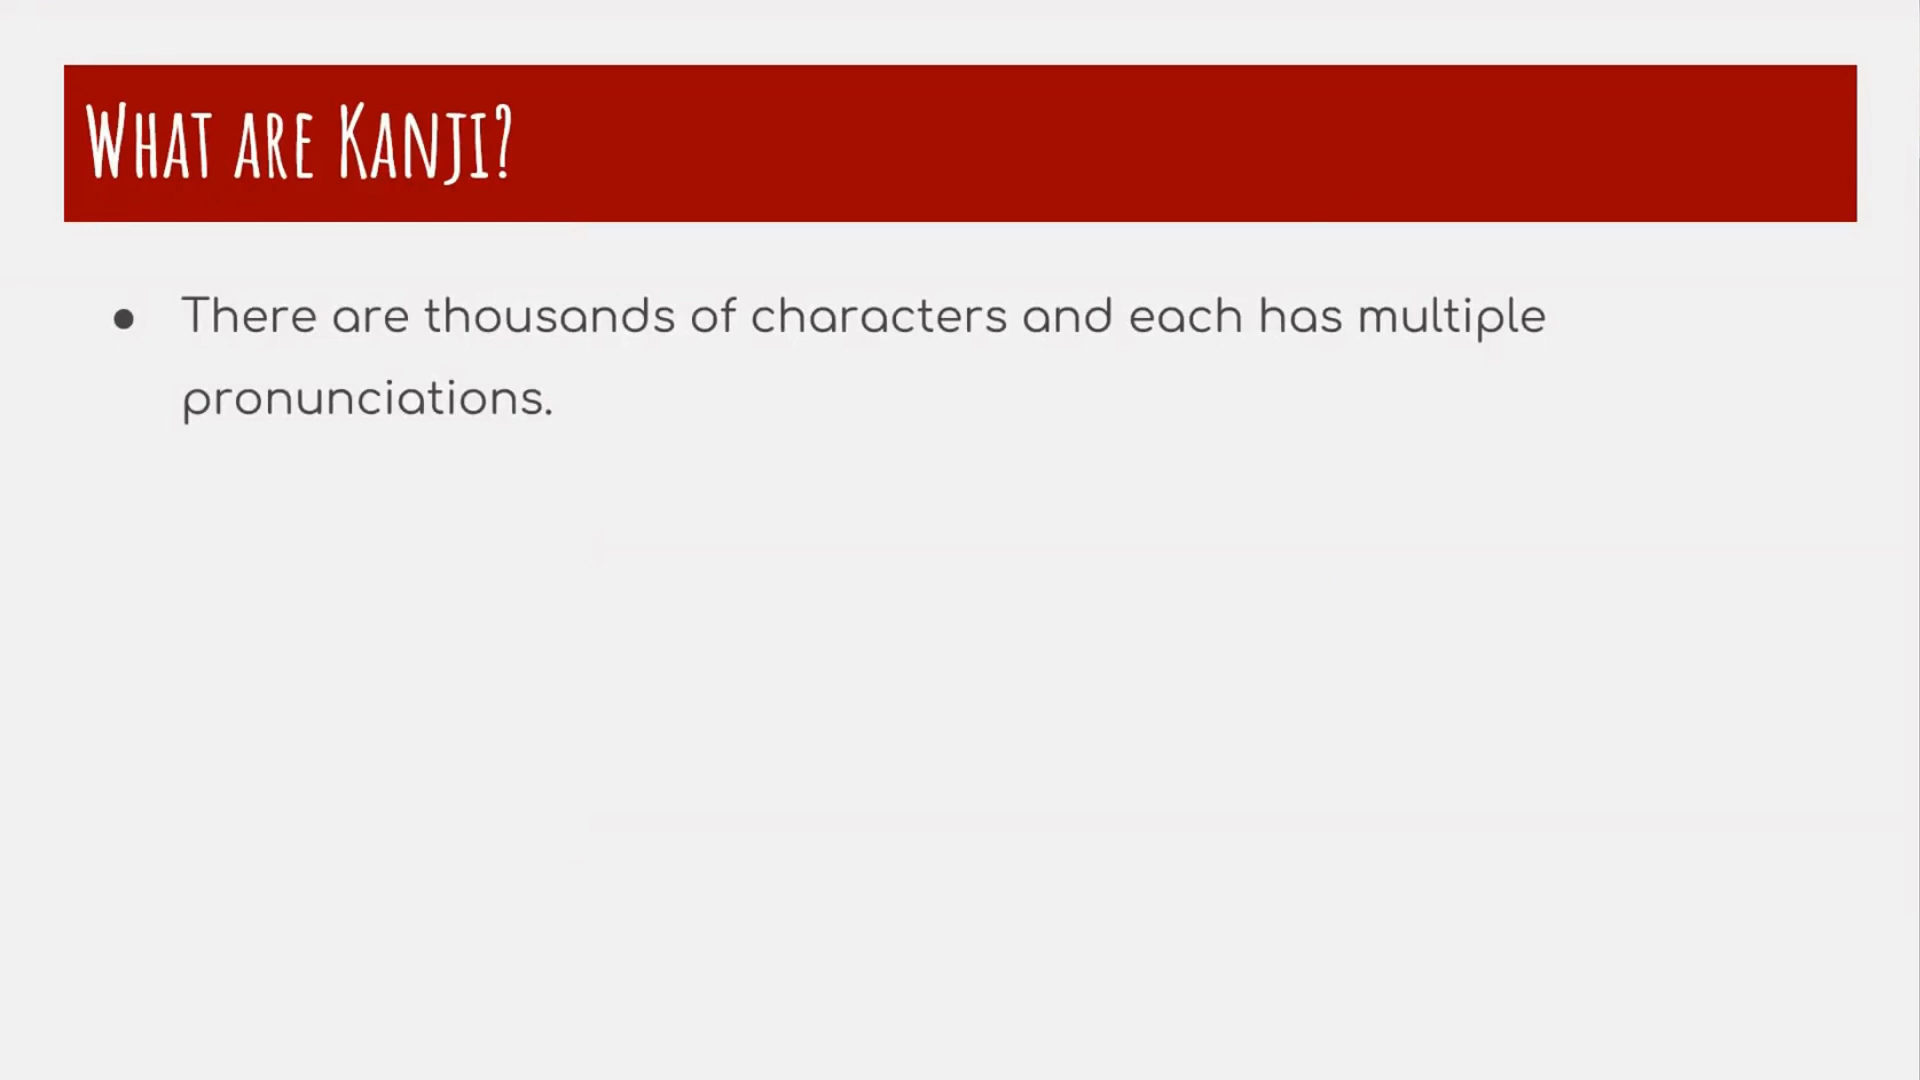 What are Kanji?
● There are thousands of characters and each has multiple
pronunciations.